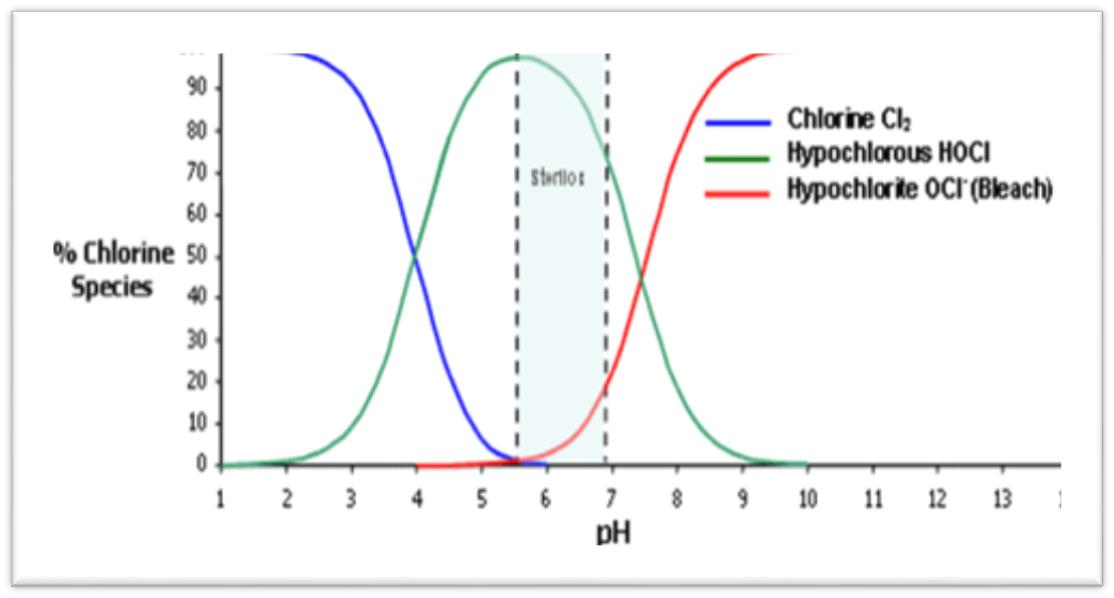 90
80
70
60
50
40
30
20
10
0
% Chlorine
Species
Chlorine Cl₂
Hypochlorous HOCl
Hypochlorite OCl⁻ (Bleach)
1 2 3 4 5 6 7 8 9 10 11 12 13
pH